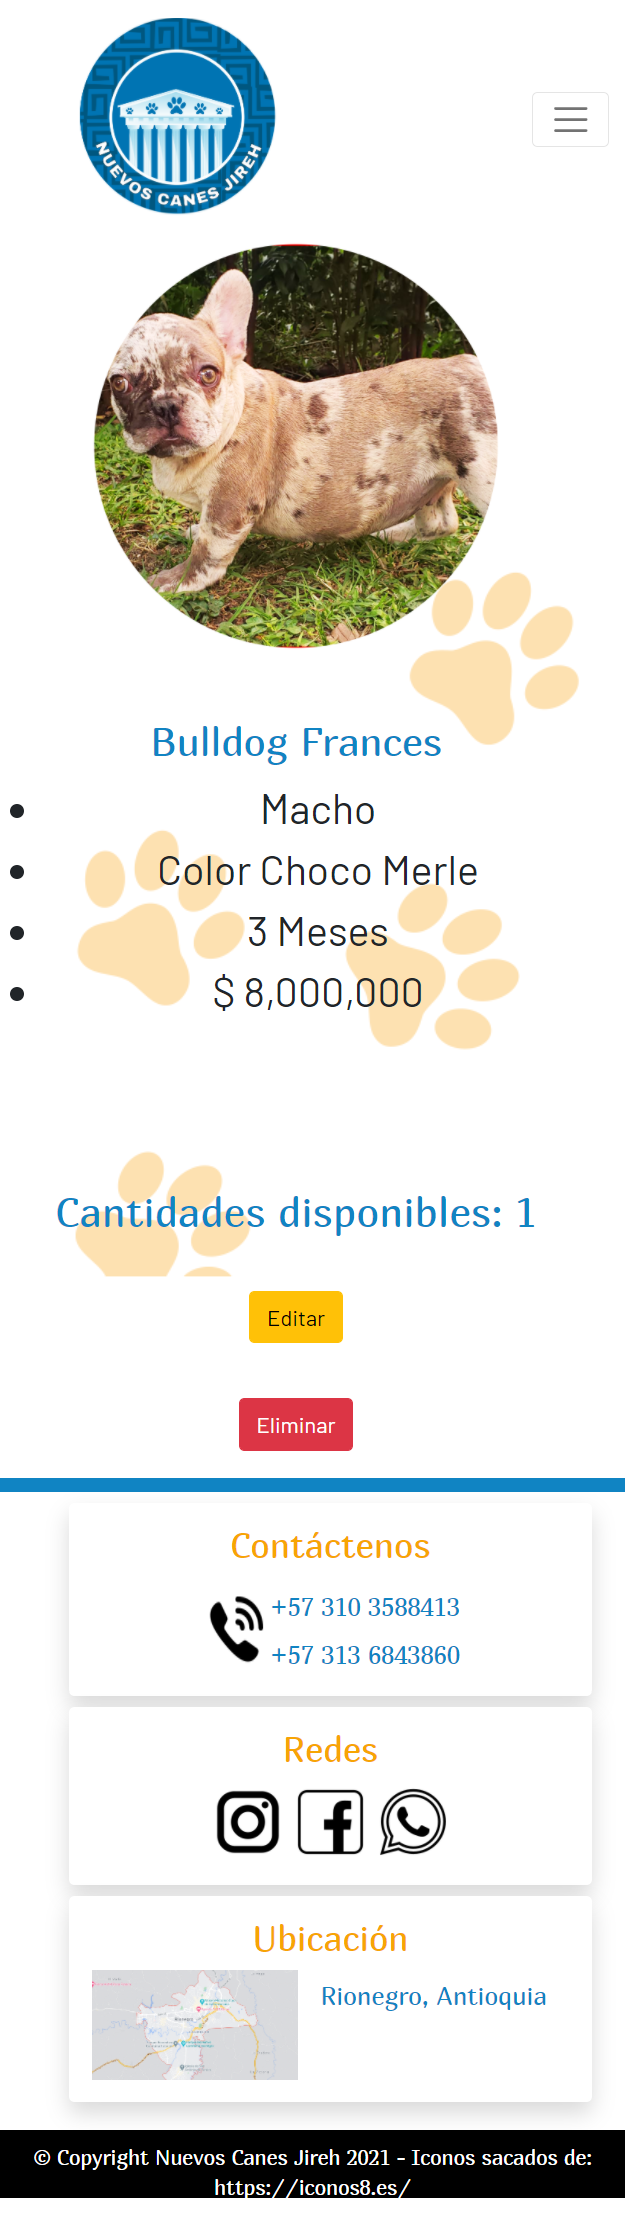 NUEVOS CANES JIREH
Bulldog Frances
Macho
Color Choco Merle
3 Meses
$ 8,000,000
Cantidades disponibles: 1
Editar
Eliminar
Contáctenos
+57 310 3588413
+57 313 6843860
Redes
Ubicación
Rionegro, Antioquia
© Copyright Nuevos Canes Jireh 2021 - Iconos sacados de:
https://iconos8.es/